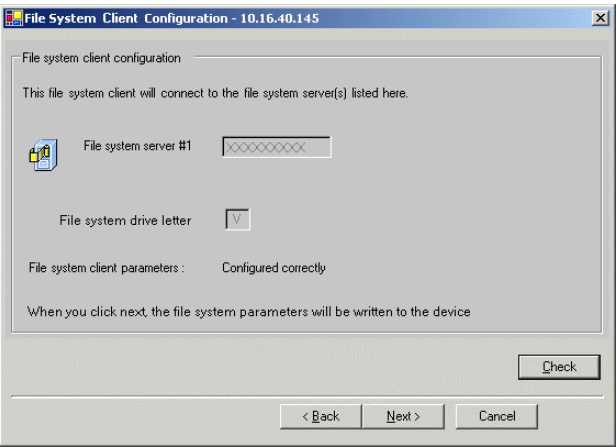 File System Client Configuration - 10.16.40.145
File system client configuration
This file system client will connect to the file system server(s) listed here.
File system server #1 XXXXXXXXXX
File system drive letter V
File system client parameters : Configured correctly
When you click next, the file system parameters will be written to the device
Check
< Back Next > Cancel